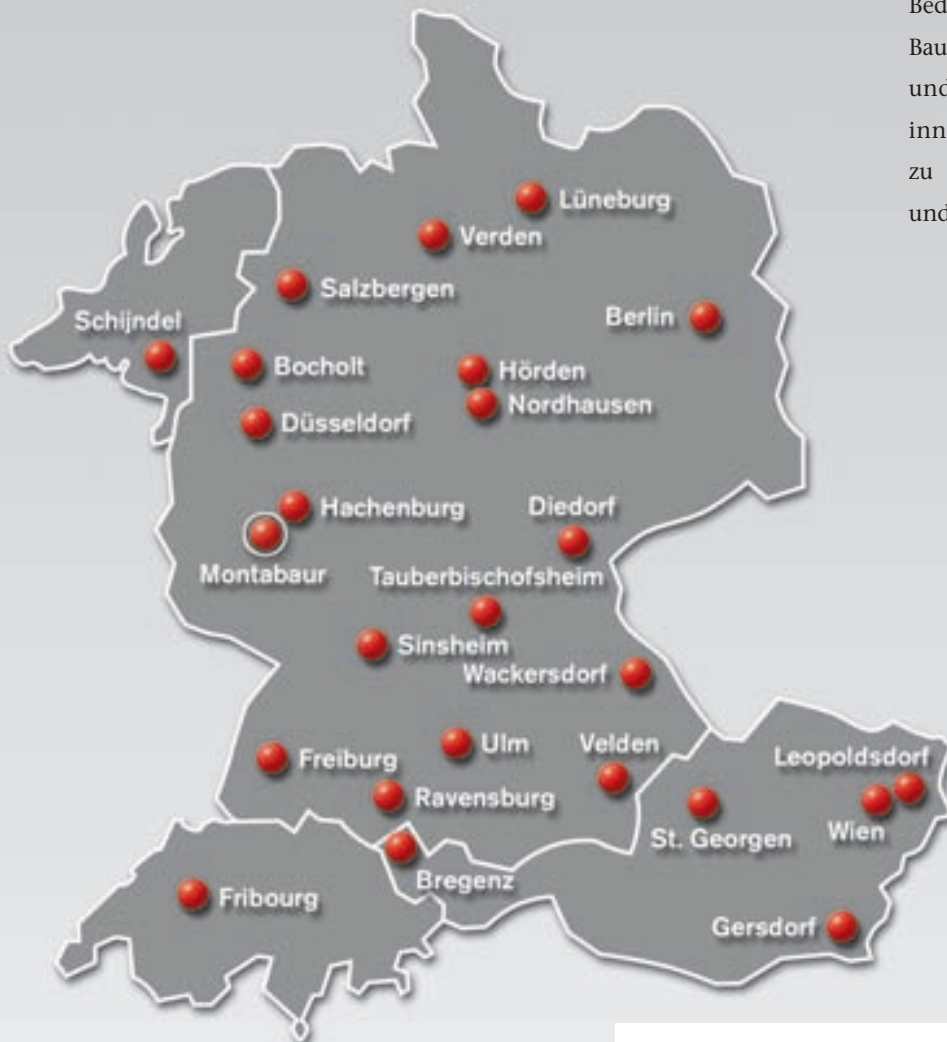 Bau
und
inn
zu
und
Lüneburg
Verden
Salzbergen
Berlin
Schijndel
Bocholt
Hörden
Nordhausen
Düsseldorf
Hachenburg
Diedorf
Montabaur
Tauberbischofsheim
Sinsheim
Wackersdorf
Ulm
Velden
Leopoldsdorf
Freiburg
Ravensburg
St. Georgen
Wien
Bregenz
Fribourg
Gersdorf